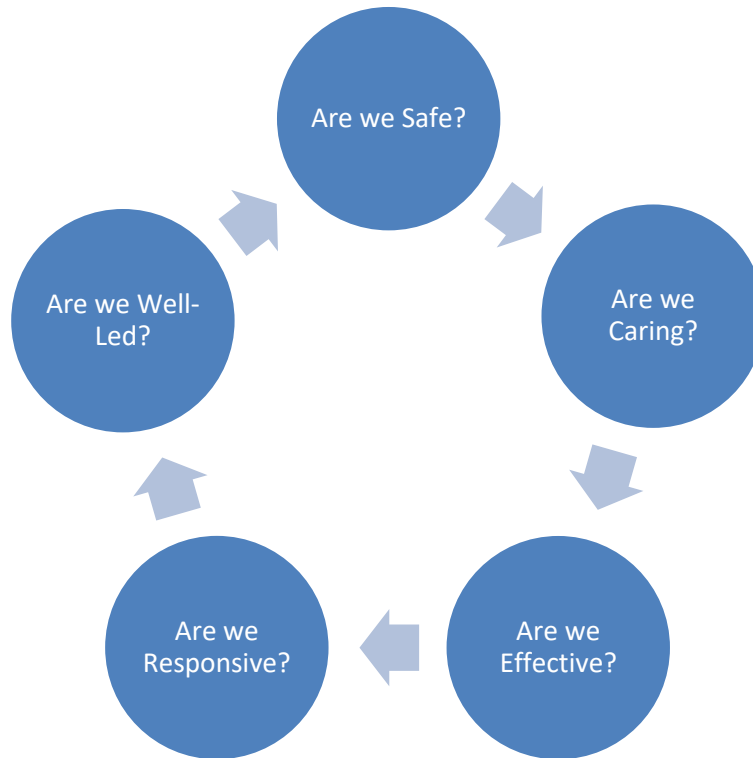 Are we Safe?
Are we
Caring?
Are we
Effective?
Are we
Responsive?
Are we Well-
Led?